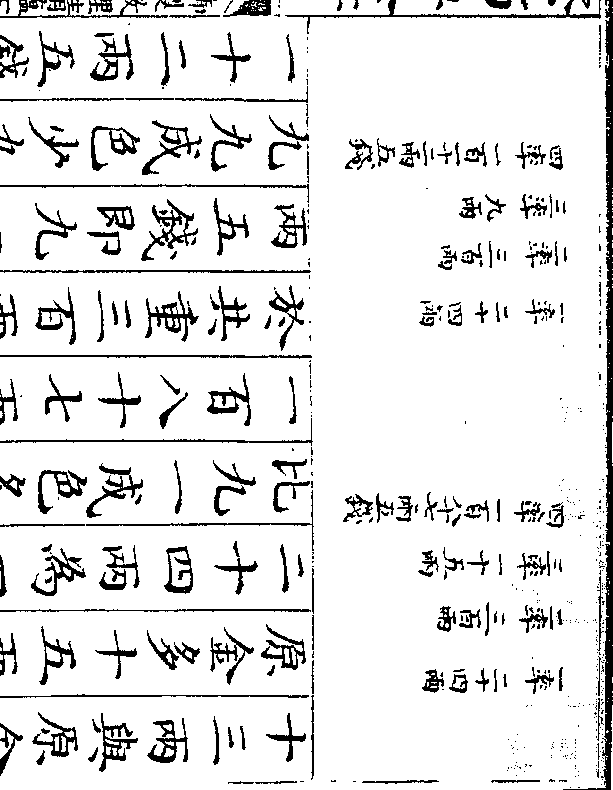 一率 二十四兩
二率 三百兩
三率 一十五兩
四率 一百八十七兩五錢
一率 二十四兩
二率 三百兩
三率 九兩
四率 一百一十二兩五錢
十三兩與原金
原金多十五兩
二十四兩為
比九一成色多
一百八十七兩
於共重三百兩
兩五錢即九一
九九成色少九
一十二兩五錢